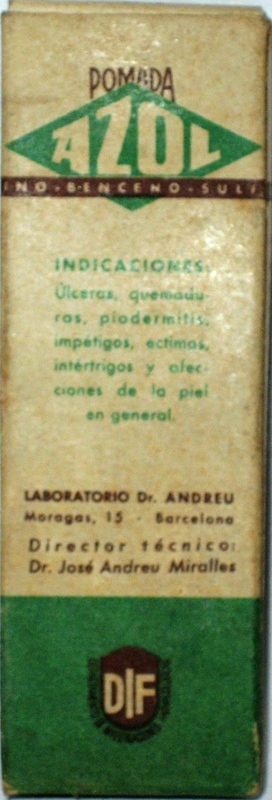 POMADA
AZOL
INO-BENCENO-SULF
INDICACIONES:
Úlceras, quemadu-
ras, piodermitis,
impétigos, ectimas,
intértrigos y afec-
ciones de la piel
en general.
LABORATORIO Dr. ANDREU
Moragas, 15 - Barcelona
Director técnico:
Dr. José Andreu Miralles
DIF